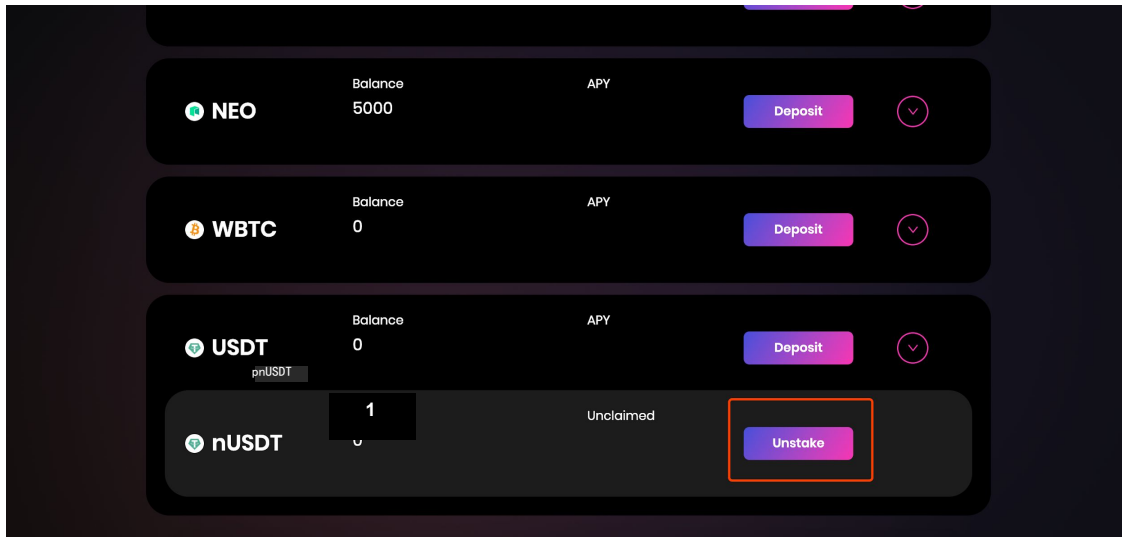 Balance
APY
NEO
5000
Deposit
Balance
APY
WBTC
0
Deposit
Balance
APY
USDT
0
Deposit
pnUSDT
1
Unclaimed
nUSDT
Unstake